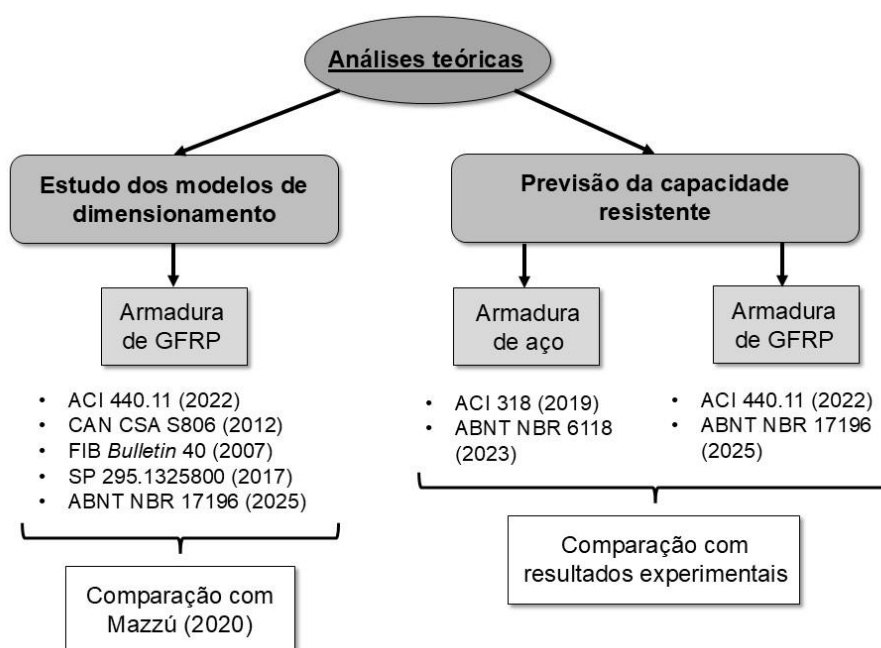 Análises teóricas
Estudo dos modelos de
dimensionamento
Armadura
de GFRP
• ACI 440.11 (2022)
• CAN CSA S806 (2012)
• FIB Bulletin 40 (2007)
• SP 295.1325800 (2017)
• ABNT NBR 17196 (2025)
Comparação com
Mazzú (2020)
Previsão da capacidade
resistente
Armadura
de aço
• ACI 318 (2019)
• ABNT NBR 6118
(2023)
Armadura
de GFRP
• ACI 440.11 (2022)
• ABNT NBR 17196
(2025)
Comparação com
resultados experimentais